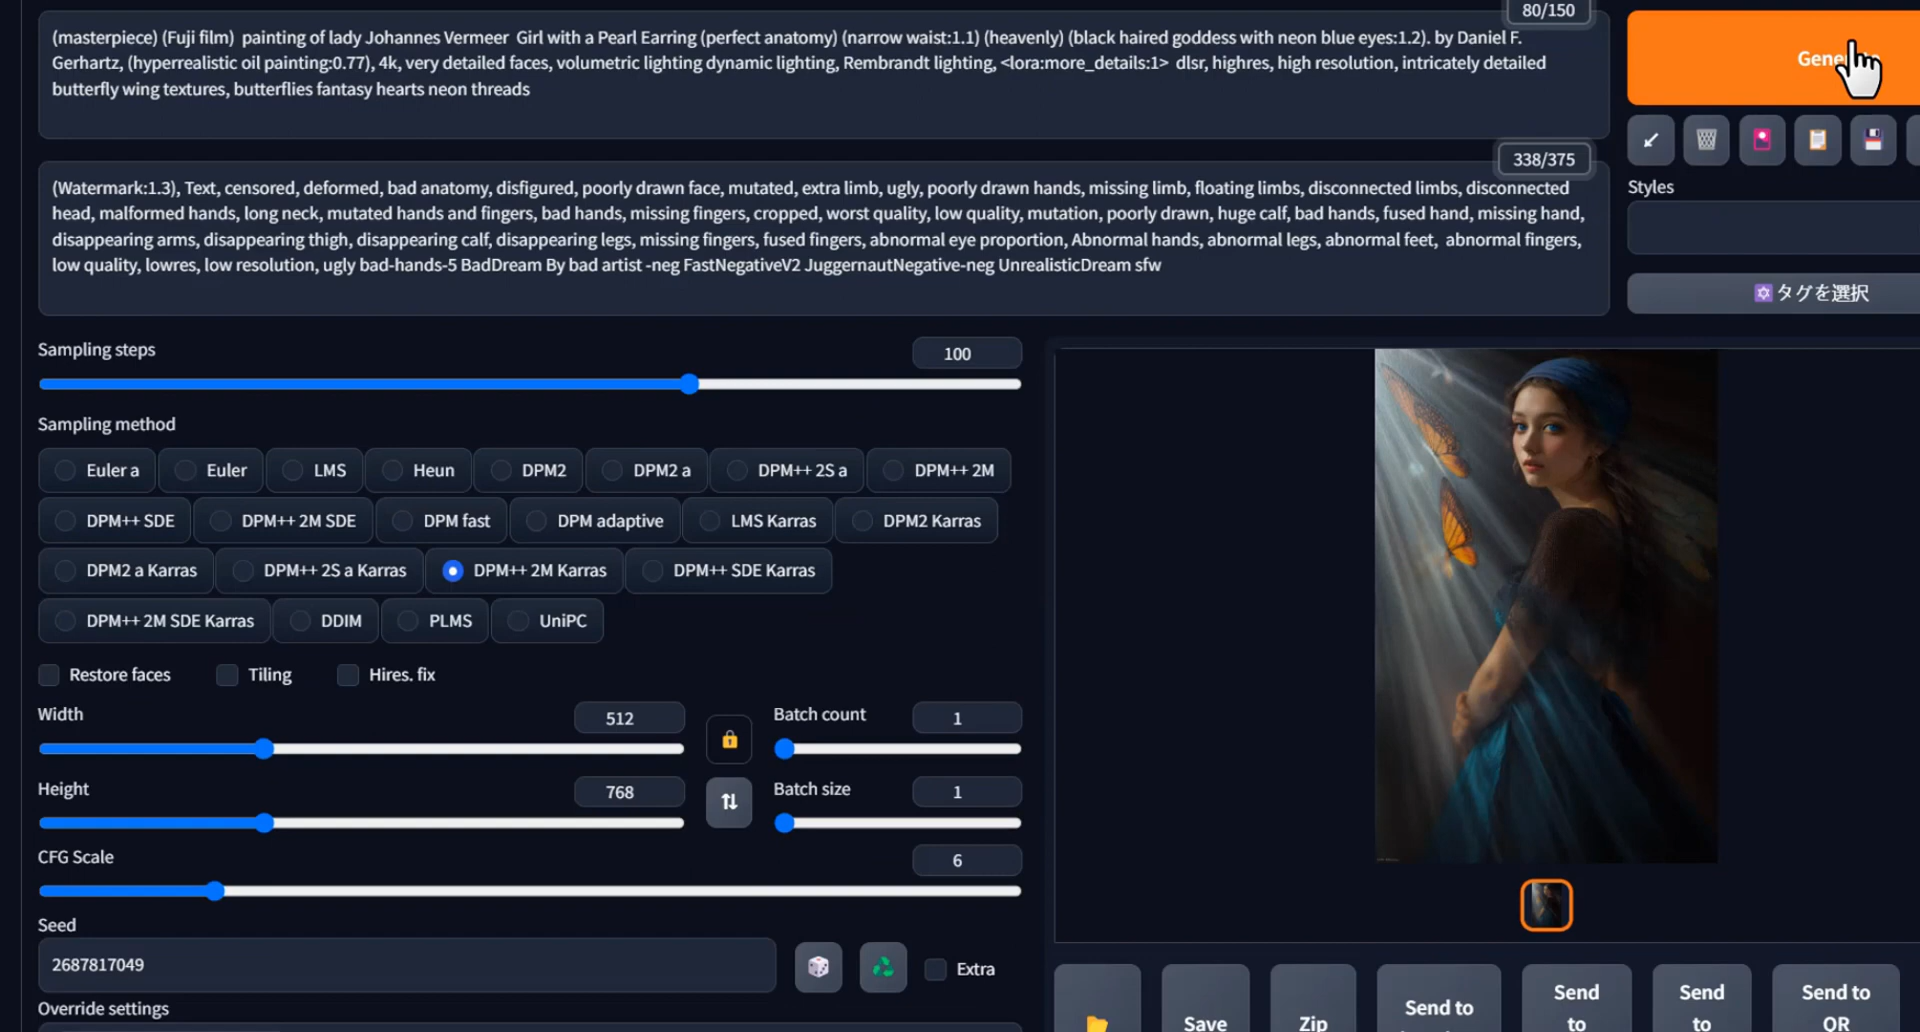 80/150
(masterpiece) (Fuji film) painting of lady Johannes Vermeer Girl with a Pearl Earring (perfect anatomy) (narrow waist:1.1) (heavenly) (black haired goddess with neon blue eyes:1.2). by Daniel F.
Gerhartz, (hyperrealistic oil painting:0.77), 4k, very detailed faces, volumetric lighting dynamic lighting, Rembrandt lighting, <lora:more_details:1> dlsr, highres, high resolution, intricately detailed
butterfly wing textures, butterflies fantasy hearts neon threads
338/375
(Watermark:1.3), Text, censored, deformed, bad anatomy, disfigured, poorly drawn face, mutated, extra limb, ugly, poorly drawn hands, missing limb, floating limbs, disconnected limbs, disconnected
head, malformed hands, long neck, mutated hands and fingers, bad hands, missing fingers, cropped, worst quality, low quality, mutation, poorly drawn, huge calf, bad hands, fused hand, missing hand,
disappearing arms, disappearing thigh, disappearing calf, disappearing legs, missing fingers, fused fingers, abnormal eye proportion, Abnormal hands, abnormal legs, abnormal feet, abnormal fingers,
low quality, lowres, low resolution, ugly bad-hands-5 BadDream By bad artist -neg FastNegativeV2 JuggernautNegative-neg UnrealisticDream sfw
Styles
タグを選択
Sampling steps
100
Sampling method
Euler a Euler LMS Heun DPM2 DPM2 a DPM++ 2S a DPM++ 2M
DPM++ SDE DPM++ 2M SDE DPM fast DPM adaptive LMS Karras DPM2 Karras
DPM2 a Karras DPM++ 2S a Karras DPM++ 2M Karras DPM++ SDE Karras
DPM++ 2M SDE Karras DDIM PLMS UniPC
Restore faces Tiling Hires. fix
Width 512
Batch count 1
Height 768
Batch size 1
CFG Scale 6
Seed
2687817049
Extra
Override settings
Save
Zip
Send to
Send
to
Send
to
Send to
OR